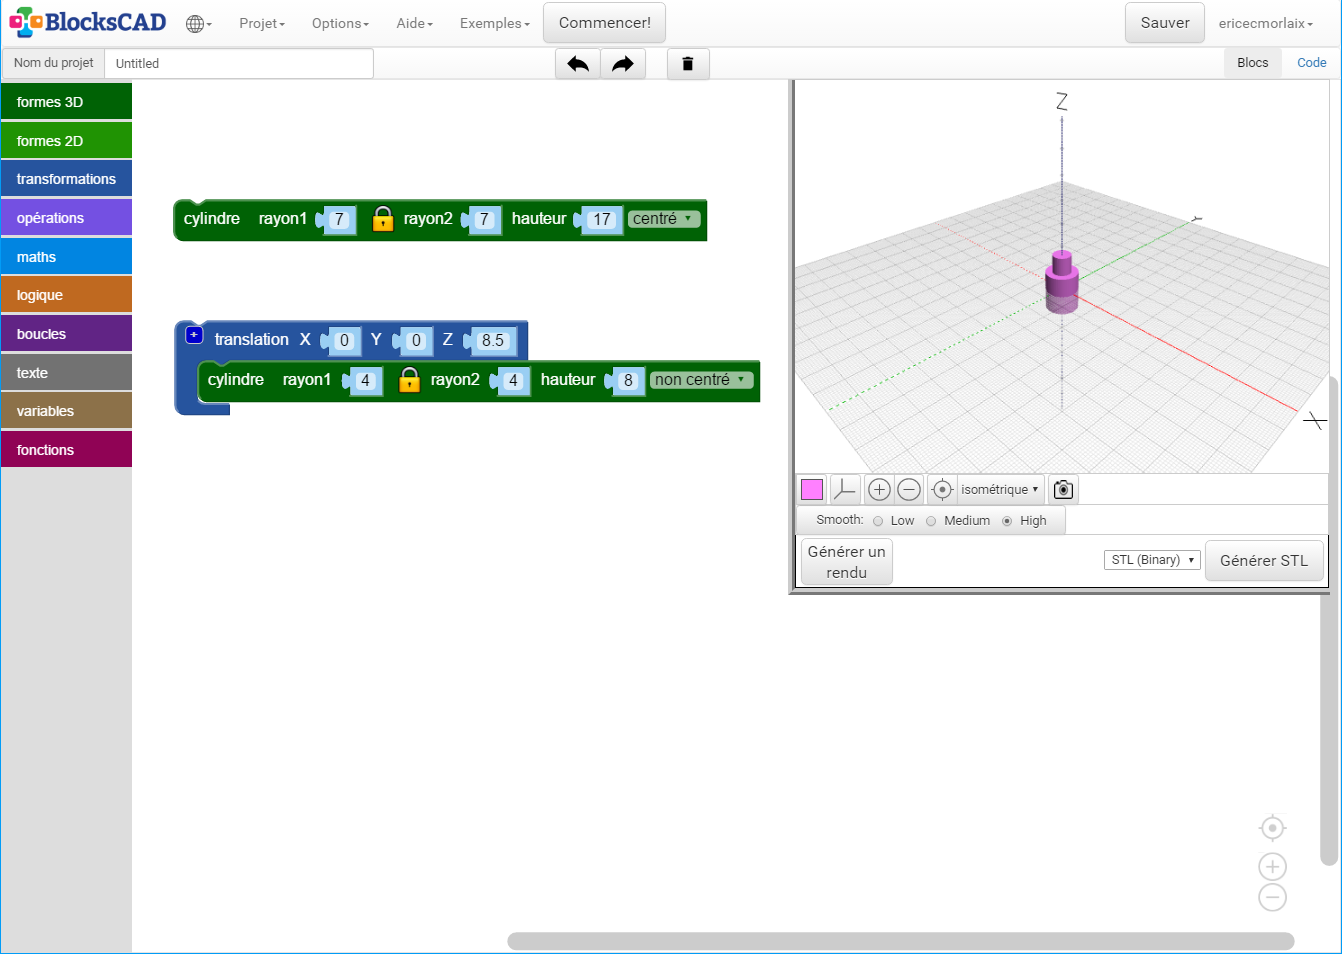 BlocksCAD Projet Options Aide Exemples Commencer! Sauver ericecmorlaix
Nom du projet Untitled Blocs Code
formes 3D
formes 2D
transformations
opérations
maths
logique
boucles
texte
variables
fonctions
cylindre rayon1 7 rayon2 7 hauteur 17 centré
+ translation X 0 Y 0 Z 8.5
cylindre rayon1 4 rayon2 4 hauteur 8 non centré
Z
Y
X
isométrique
Smooth: Low Medium High
Générer un
rendu
STL (Binary) Générer STL